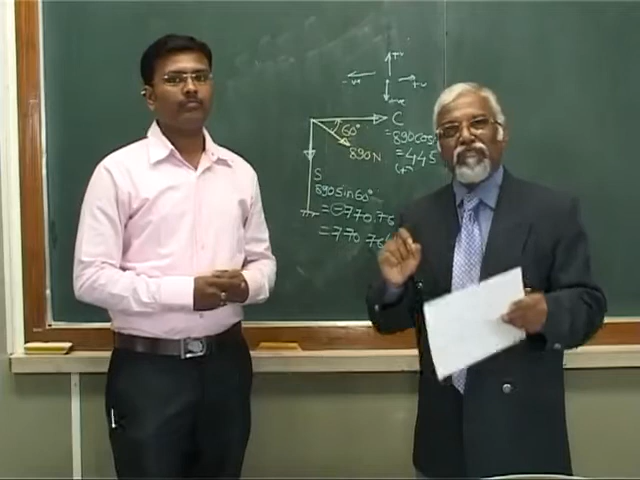 +ve
-ve
+ve
-ve
C
60°
890cos
890N
=445
(+)
S
890sin60°
=⊖770.76
=770.76